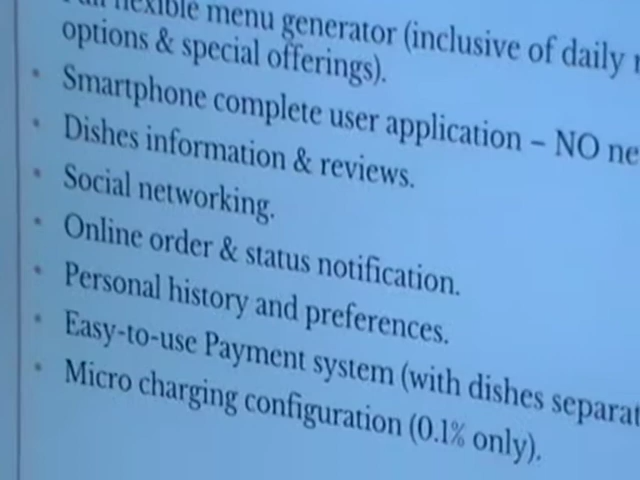 flexible menu generator (inclusive of daily
options & special offerings).
• Smartphone complete user application – NO
• Dishes information & reviews.
• Social networking.
• Online order & status notification.
• Personal history and preferences.
• Easy-to-use Payment system (with dishes
• Micro charging configuration (0.1% only).